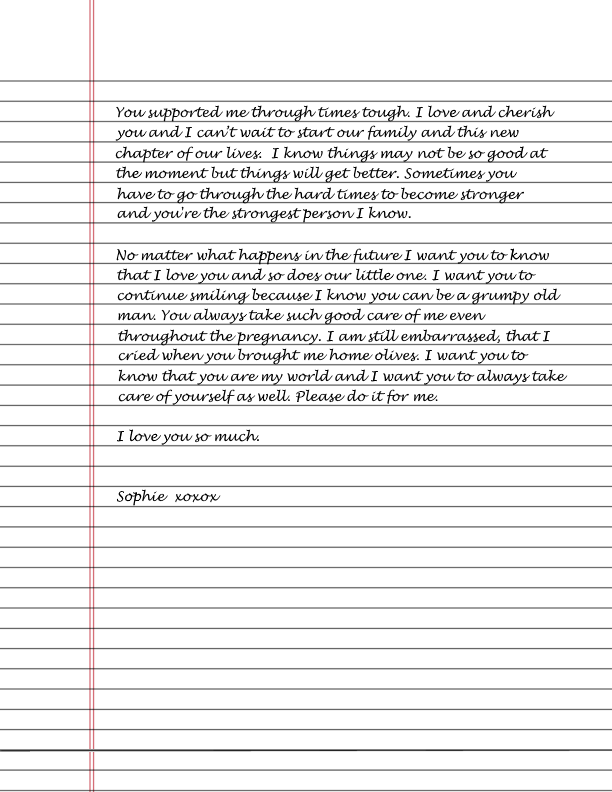 You supported me through times tough. I love and cherish
you and I can't wait to start our family and this new
chapter of our lives.  I know things may not be so good at
the moment but things will get better. Sometimes you
have to go through the hard times to become stronger
and you're the strongest person I know.
No matter what happens in the future I want you to know
that I love you and so does our little one. I want you to
continue smiling because I know you can be a grumpy old
man. You always take such good care of me even
throughout the pregnancy. I am still embarrassed, that I
cried when you brought me home olives. I want you to
know that you are my world and I want you to always take
care of yourself as well. Please do it for me.
I love you so much.
Sophie  xoxox